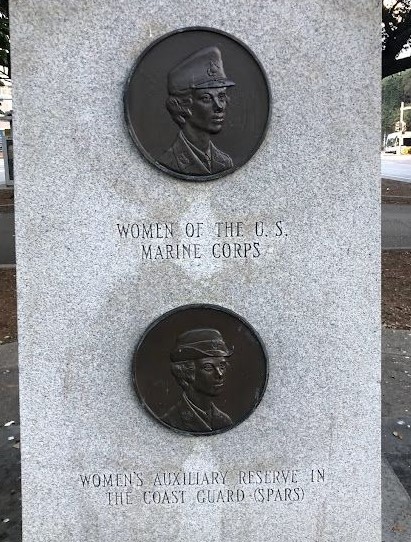 WOMEN OF THE U. S.
MARINE CORPS
WOMEN'S AUXILIARY RESERVE IN
THE COAST GUARD (SPARS)